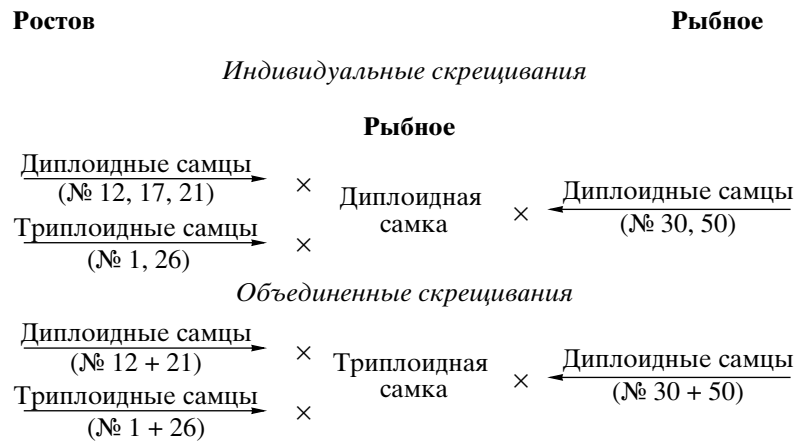 Ростов Рыбное
Индивидуальные скрещивания
Рыбное
Диплоидные самцы
(№ 12, 17, 21)
×
Триплоидные самцы
(№ 1, 26)
×
Диплоидная
самка
×
Диплоидные самцы
(№ 30, 50)
Объединенные скрещивания
Диплоидные самцы
(№ 12 + 21)
×
Триплоидные самцы
(№ 1 + 26)
×
Триплоидная
самка
×
Диплоидные самцы
(№ 30 + 50)